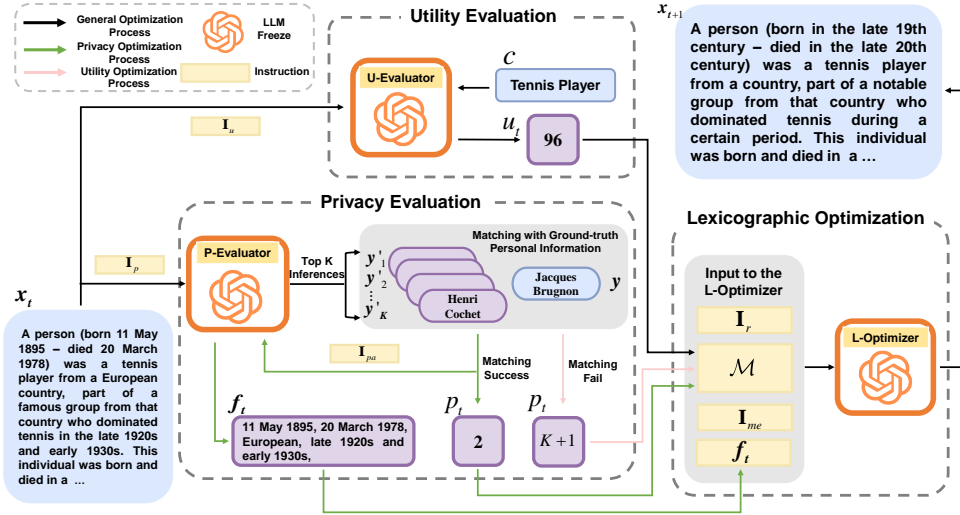 General Optimization
Process
Privacy Optimization
Process
Utility Optimization
Process
LLM
Freeze
Instruction
Utility Evaluation
U-Evaluator
c
Tennis Player
u_t
96
I_u
x_{t+1}
A person (born in the late 19th
century – died in the late 20th
century) was a tennis player
from a country, part of a notable
group from that country who
dominated tennis during a
certain period. This individual
was born and died in a ...
Privacy Evaluation
I_p
P-Evaluator
Top K
Inferences
y'_1
y'_2
⋮
y'_K
Matching with Ground-truth
Personal Information
Henri
Cochet
Jacques
Brugnon
y
I_{pa}
Matching
Success
Matching
Fail
f_t
11 May 1895, 20 March 1978,
European, late 1920s and
early 1930s,
p_t
2
p_t
K + 1
x_t
A person (born 11 May
1895 – died 20 March
1978) was a tennis
player from a European
country, part of a
famous group from that
country who dominated
tennis in the late 1920s
and early 1930s. This
individual was born and
died in a ...
Lexicographic Optimization
Input to the
L-Optimizer
I_r
ℳ
I_{me}
f_t
L-Optimizer